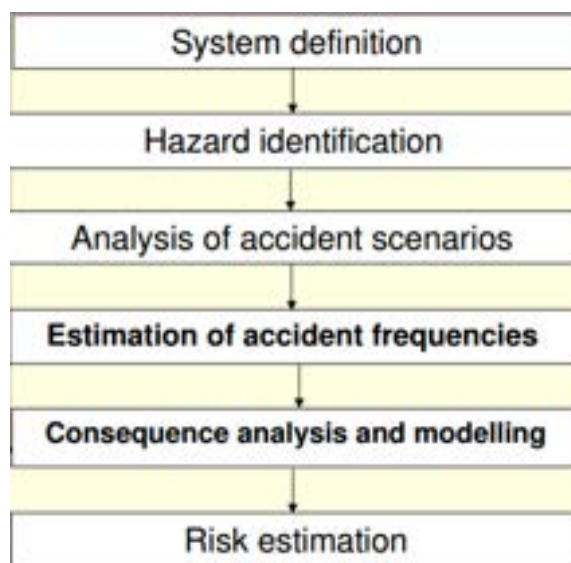 System definition
Hazard identification
Analysis of accident scenarios
Estimation of accident frequencies
Consequence analysis and modelling
Risk estimation